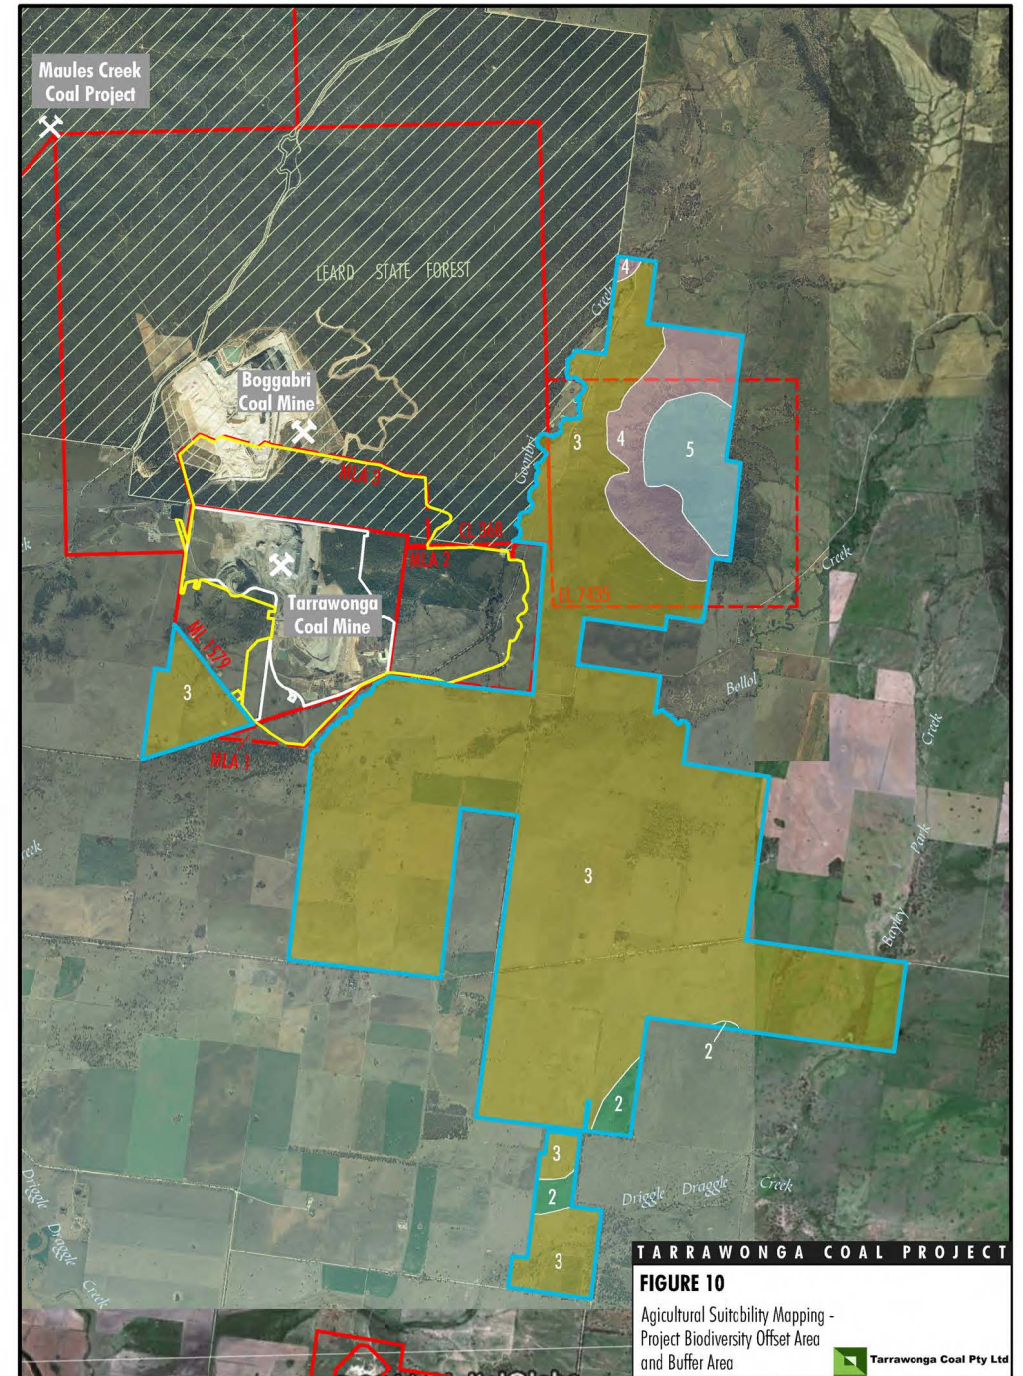 Maules Creek
Coal Project
LEARD STATE FOREST
4
Creek
Boggabri
Coal Mine
3
4
5
Goonbri
MLA 3
CL 368
MLA 2
Creek
EL 7435
Tarrawonga
Coal Mine
ML 1579
3
Bollol
Creek
MLA 1
Park
3
Bayley
2
2
3
2
Driggle Draggle Creek
Driggle
Draggle
Creek
3
TARRAWONGA COAL PROJECT
FIGURE 10
Agicultural Suitability Mapping -
Project Biodiversity Offset Area
and Buffer Area
Tarrawonga Coal Pty Ltd